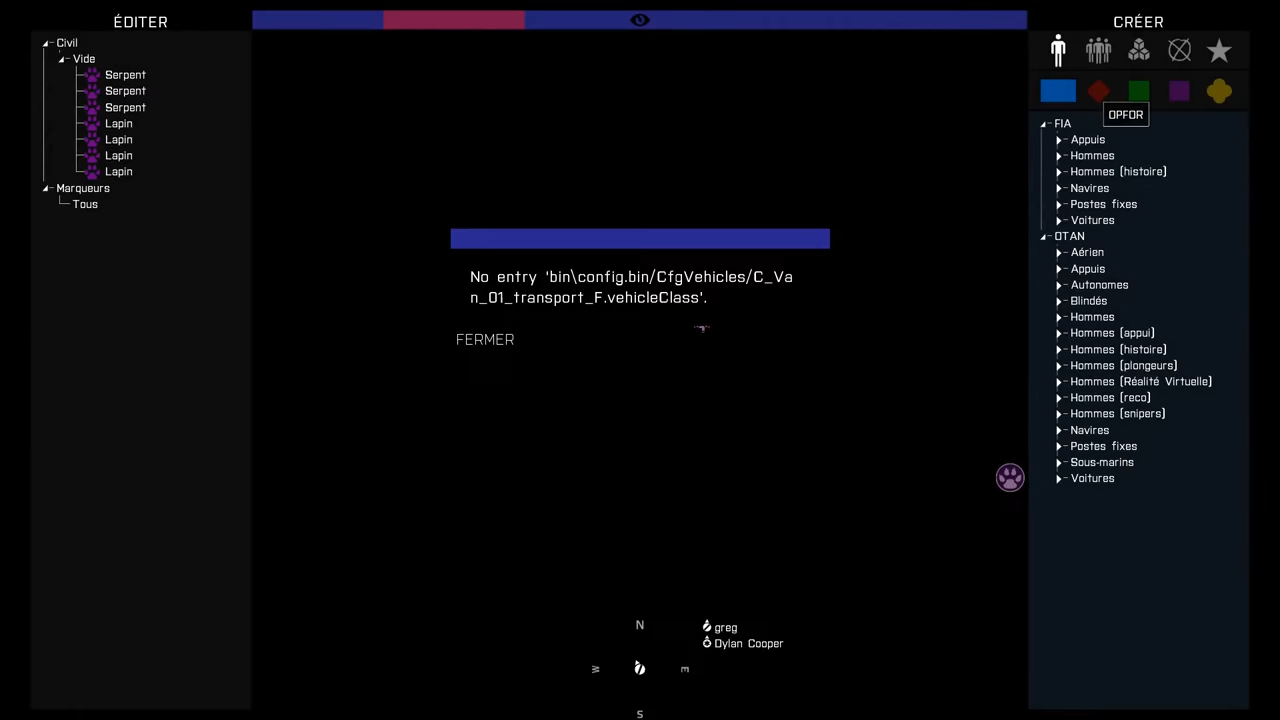 ÉDITER
Civil
Vide
Serpent
Serpent
Serpent
Lapin
Lapin
Lapin
Lapin
Marqueurs
Tous
No entry 'bin\config.bin/CfgVehicles/C_Va
n_01_transport_F.vehicleClass'.
FERMER
N
W
E
S
greg
Dylan Cooper
CRÉER
OPFOR
FIA
Appuis
Hommes
Hommes (histoire)
Navires
Postes fixes
Voitures
OTAN
Aérien
Appuis
Autonomes
Blindés
Hommes
Hommes (appui)
Hommes (histoire)
Hommes (plongeurs)
Hommes (Réalité Virtuelle)
Hommes (reco)
Hommes (snipers)
Navires
Postes fixes
Sous-marins
Voitures